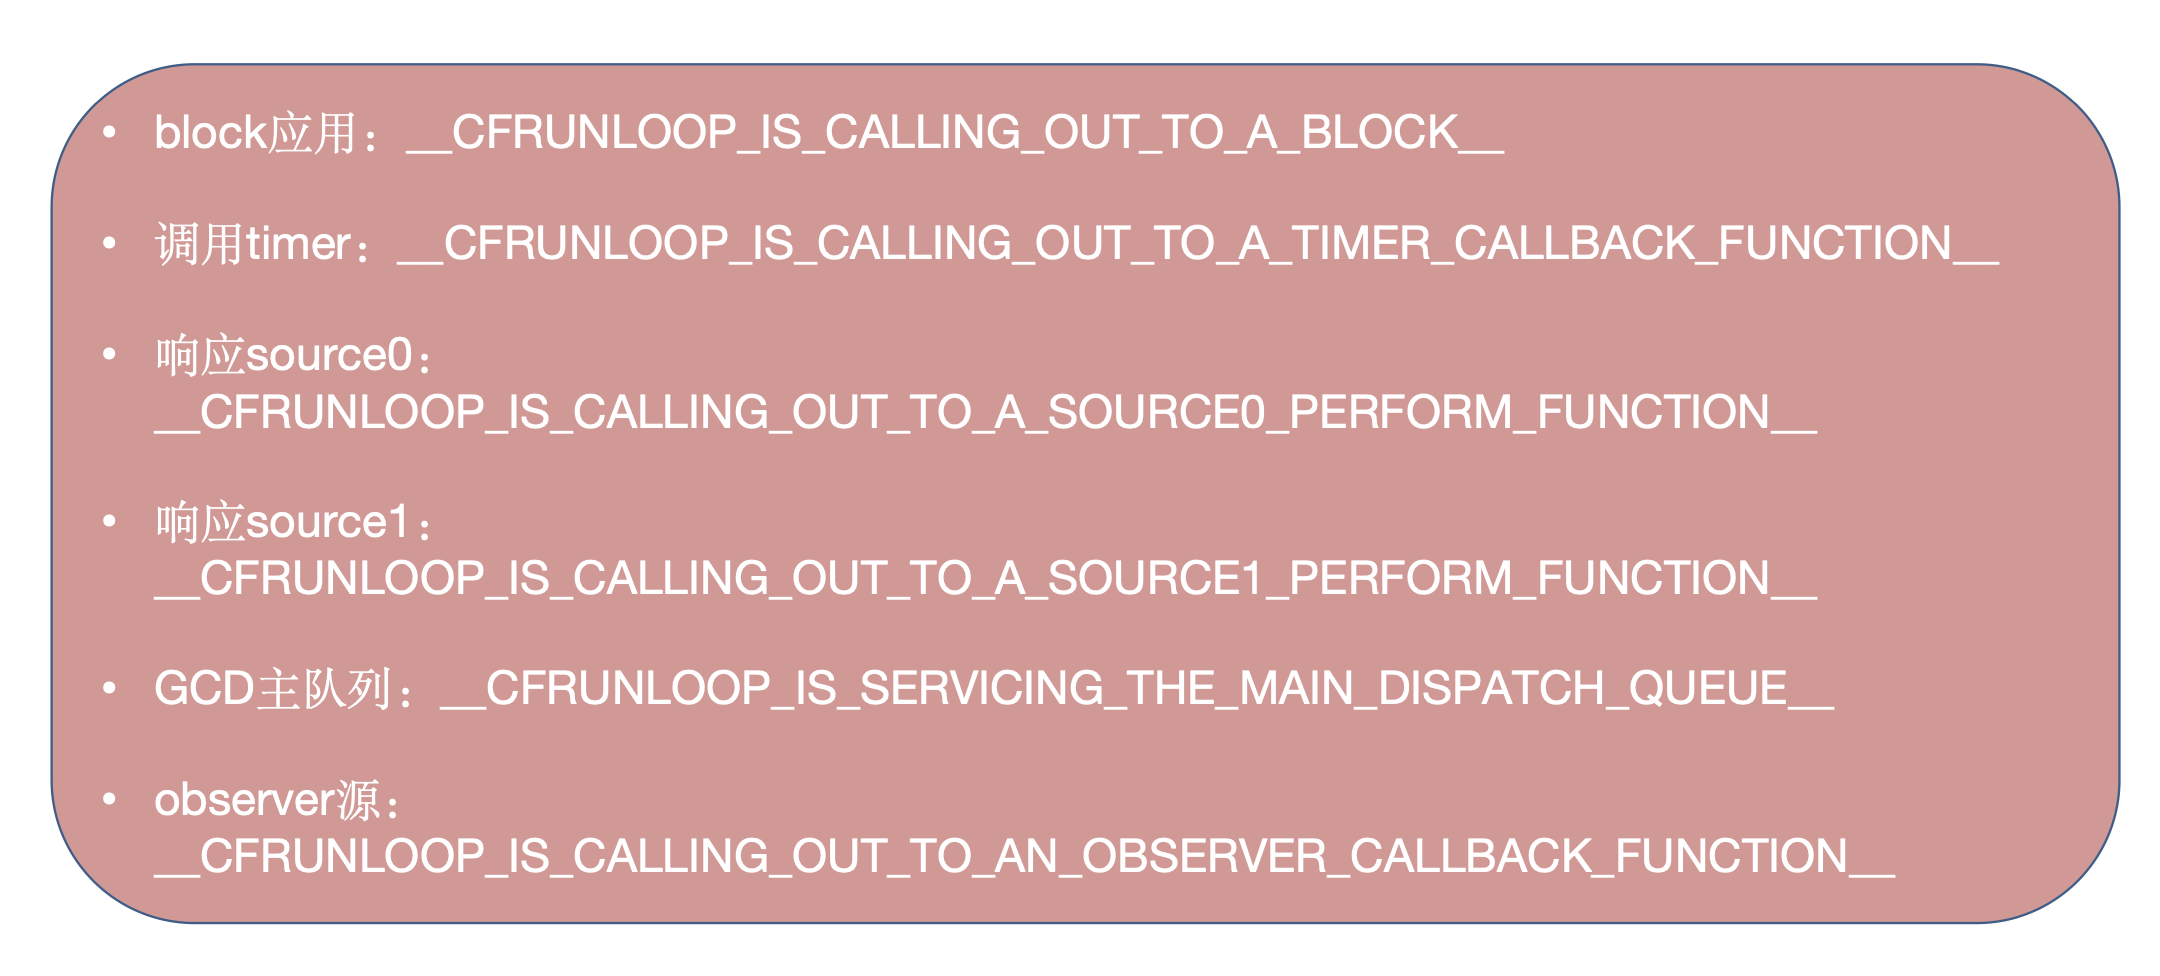 • block应用：__CFRUNLOOP_IS_CALLING_OUT_TO_A_BLOCK__
• 调用timer：__CFRUNLOOP_IS_CALLING_OUT_TO_A_TIMER_CALLBACK_FUNCTION__
• 响应source0：
__CFRUNLOOP_IS_CALLING_OUT_TO_A_SOURCE0_PERFORM_FUNCTION__
• 响应source1：
__CFRUNLOOP_IS_CALLING_OUT_TO_A_SOURCE1_PERFORM_FUNCTION__
• GCD主队列：__CFRUNLOOP_IS_SERVICING_THE_MAIN_DISPATCH_QUEUE__
• observer源：
__CFRUNLOOP_IS_CALLING_OUT_TO_AN_OBSERVER_CALLBACK_FUNCTION__